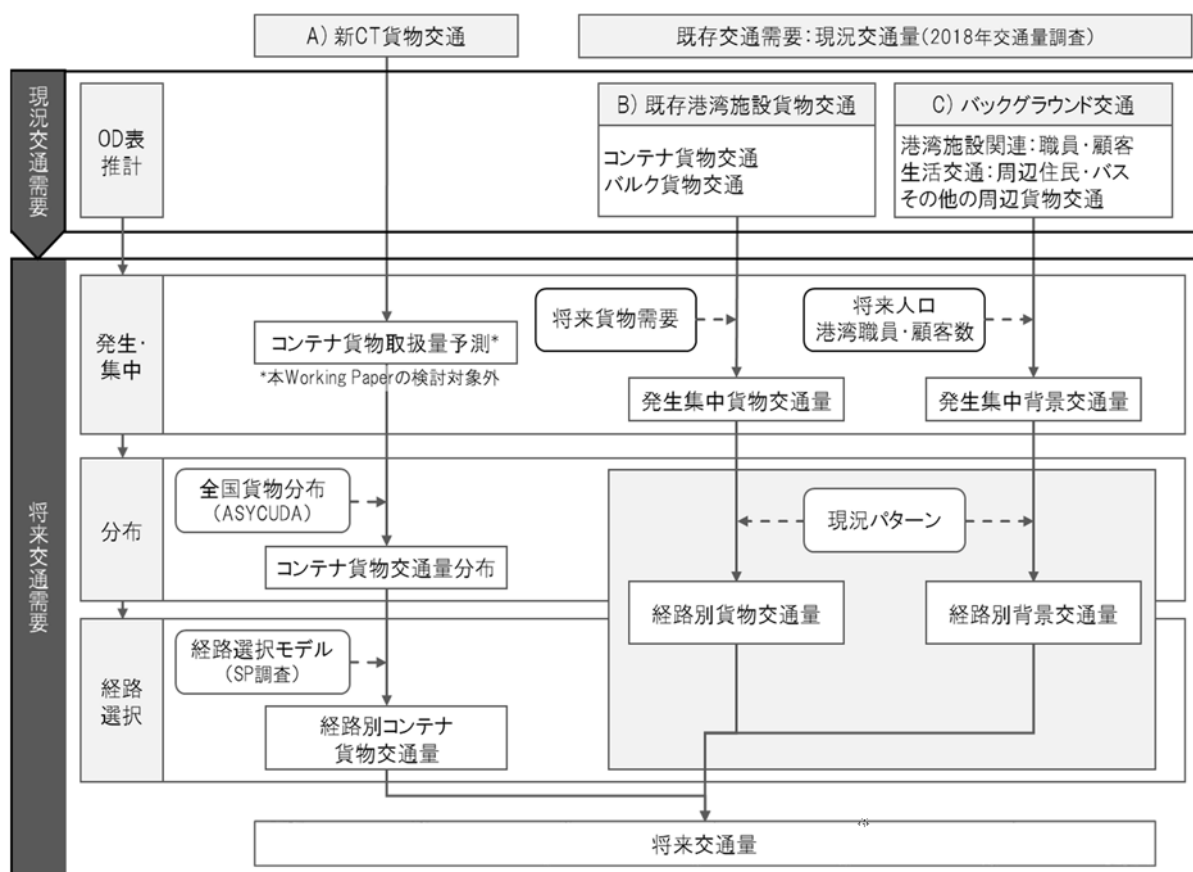 A) 新CT貨物交通
既存交通需要：現況交通量（2018年交通量調査）
現況交通需要
OD表
推計
B) 既存港湾施設貨物交通
コンテナ貨物交通
バルク貨物交通
C) バックグラウンド交通
港湾施設関連：職員・顧客
生活交通：周辺住民・バス
その他の周辺貨物交通
将来交通需要
発生・
集中
コンテナ貨物取扱量予測*
*本Working Paperの検討対象外
将来貨物需要
発生集中貨物交通量
将来人口
港湾職員・顧客数
発生集中背景交通量
分布
全国貨物分布
(ASYCUDA)
コンテナ貨物交通量分布
現況パターン
経路別貨物交通量
経路別背景交通量
経路
選択
経路選択モデル
(SP調査)
経路別コンテナ
貨物交通量
将来交通量